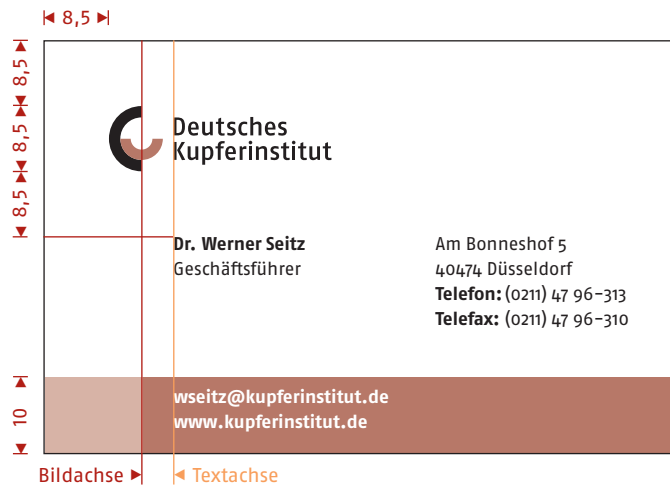 8,5
8,5
8,5
8,5
Deutsches
Kupferinstitut
Dr. Werner Seitz
Geschäftsführer
Am Bonneshof 5
40474 Düsseldorf
Telefon: (0211) 47 96-313
Telefax: (0211) 47 96-310
10
wseitz@kupferinstitut.de
www.kupferinstitut.de
Bildachse
Textachse